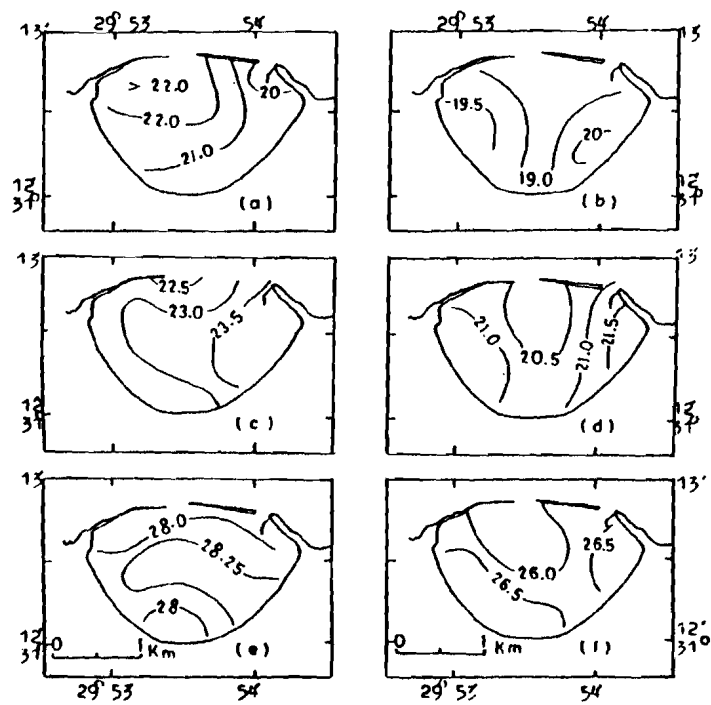 29° 53' 54' 29° 53' 54'
13' 13'
> 22.0 20 -19.5 20-
22.0
21.0 19.0
12' (a) (b) 12'
31° 31°
13' 13'
22.5
23.0 23.5 21.0 20.5 21.0 21.5
12' (c) (d) 12'
31° 31°
13' 13'
28.0 28.25 26.0 26.5
28 26.5
12' 0 1 Km (e) 0 1 Km (f) 12'
31° 31°
29° 53' 54' 29° 53' 54'